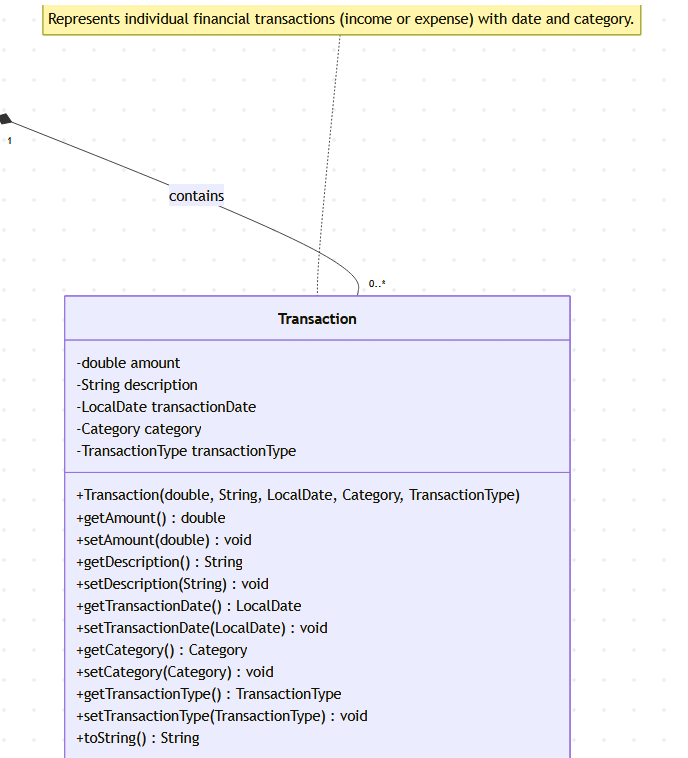 Represents individual financial transactions (income or expense) with date and category.
1
contains
0..*
Transaction
-double amount
-String description
-LocalDate transactionDate
-Category category
-TransactionType transactionType
+Transaction(double, String, LocalDate, Category, TransactionType)
+getAmount() : double
+setAmount(double) : void
+getDescription() : String
+setDescription(String) : void
+getTransactionDate() : LocalDate
+setTransactionDate(LocalDate) : void
+getCategory() : Category
+setCategory(Category) : void
+getTransactionType() : TransactionType
+setTransactionType(TransactionType) : void
+toString() : String